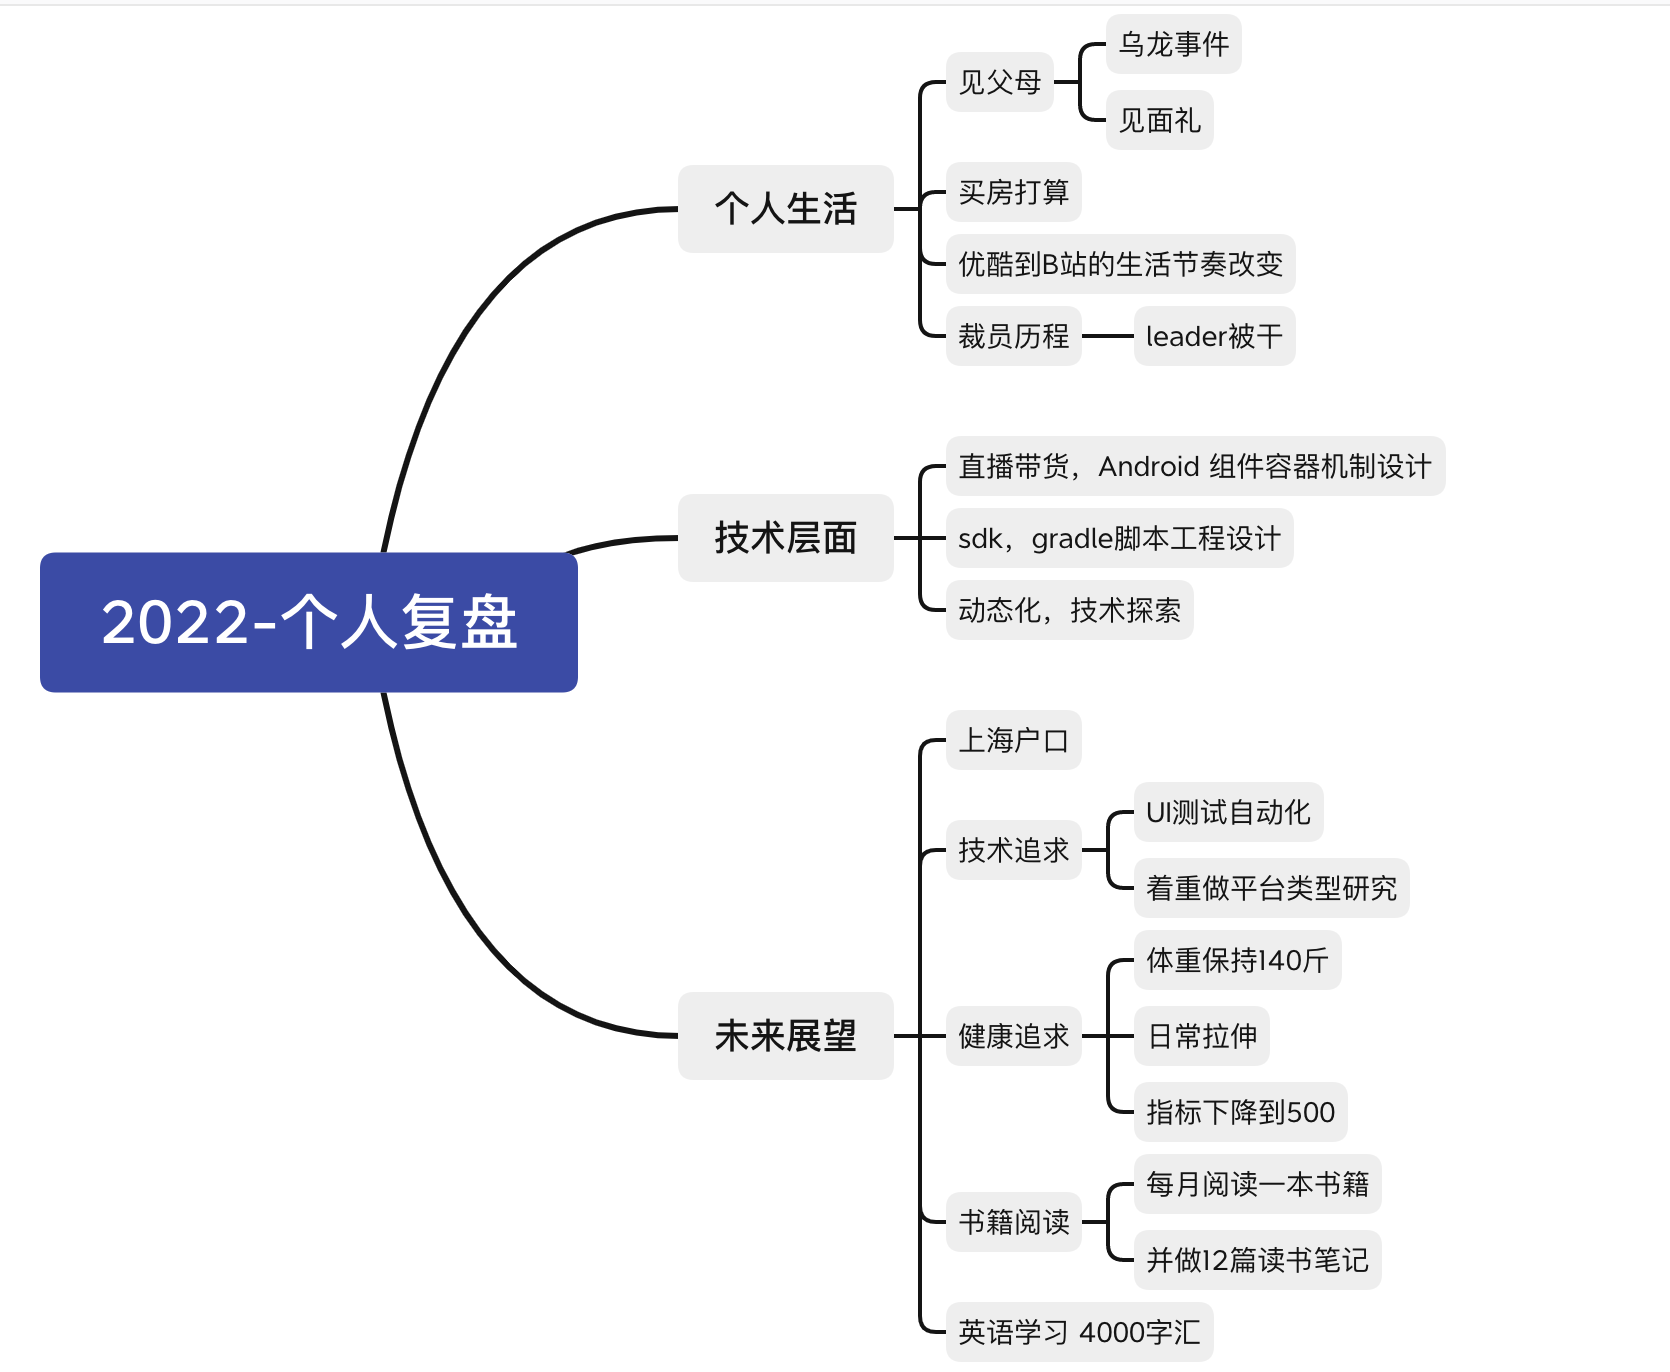 2022-个人复盘
个人生活
见父母
乌龙事件
见面礼
买房打算
优酷到B站的生活节奏改变
裁员历程
leader被干
技术层面
直播带货，Android 组件容器机制设计
sdk，gradle脚本工程设计
动态化，技术探索
未来展望
上海户口
技术追求
UI测试自动化
着重做平台类型研究
健康追求
体重保持140斤
日常拉伸
指标下降到500
书籍阅读
每月阅读一本书籍
并做12篇读书笔记
英语学习 4000字汇